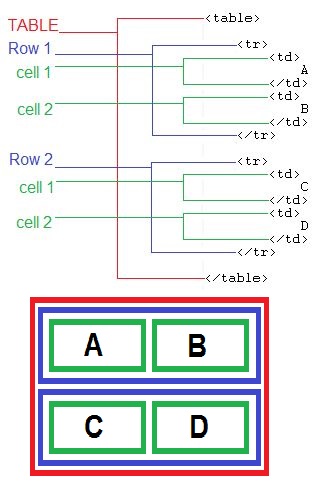 TABLE <table>
Row 1 <tr>
cell 1 <td>
A
</td>
cell 2 <td>
B
</td>
</tr>
Row 2 <tr>
cell 1 <td>
C
</td>
cell 2 <td>
D
</td>
</tr>
</table>
A B
C D